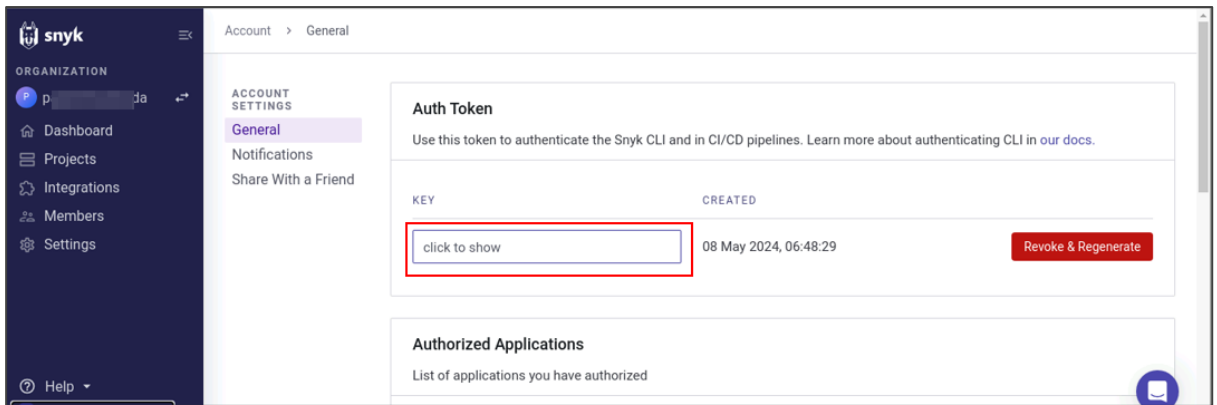 snyk
ORGANIZATION
P
p
da
Dashboard
Projects
Integrations
Members
Settings
Help
Account > General
ACCOUNT
SETTINGS
General
Notifications
Share With a Friend
Auth Token
Use this token to authenticate the Snyk CLI and in CI/CD pipelines. Learn more about authenticating CLI in our docs.
KEY CREATED
click to show 08 May 2024, 06:48:29 Revoke & Regenerate
Authorized Applications
List of applications you have authorized